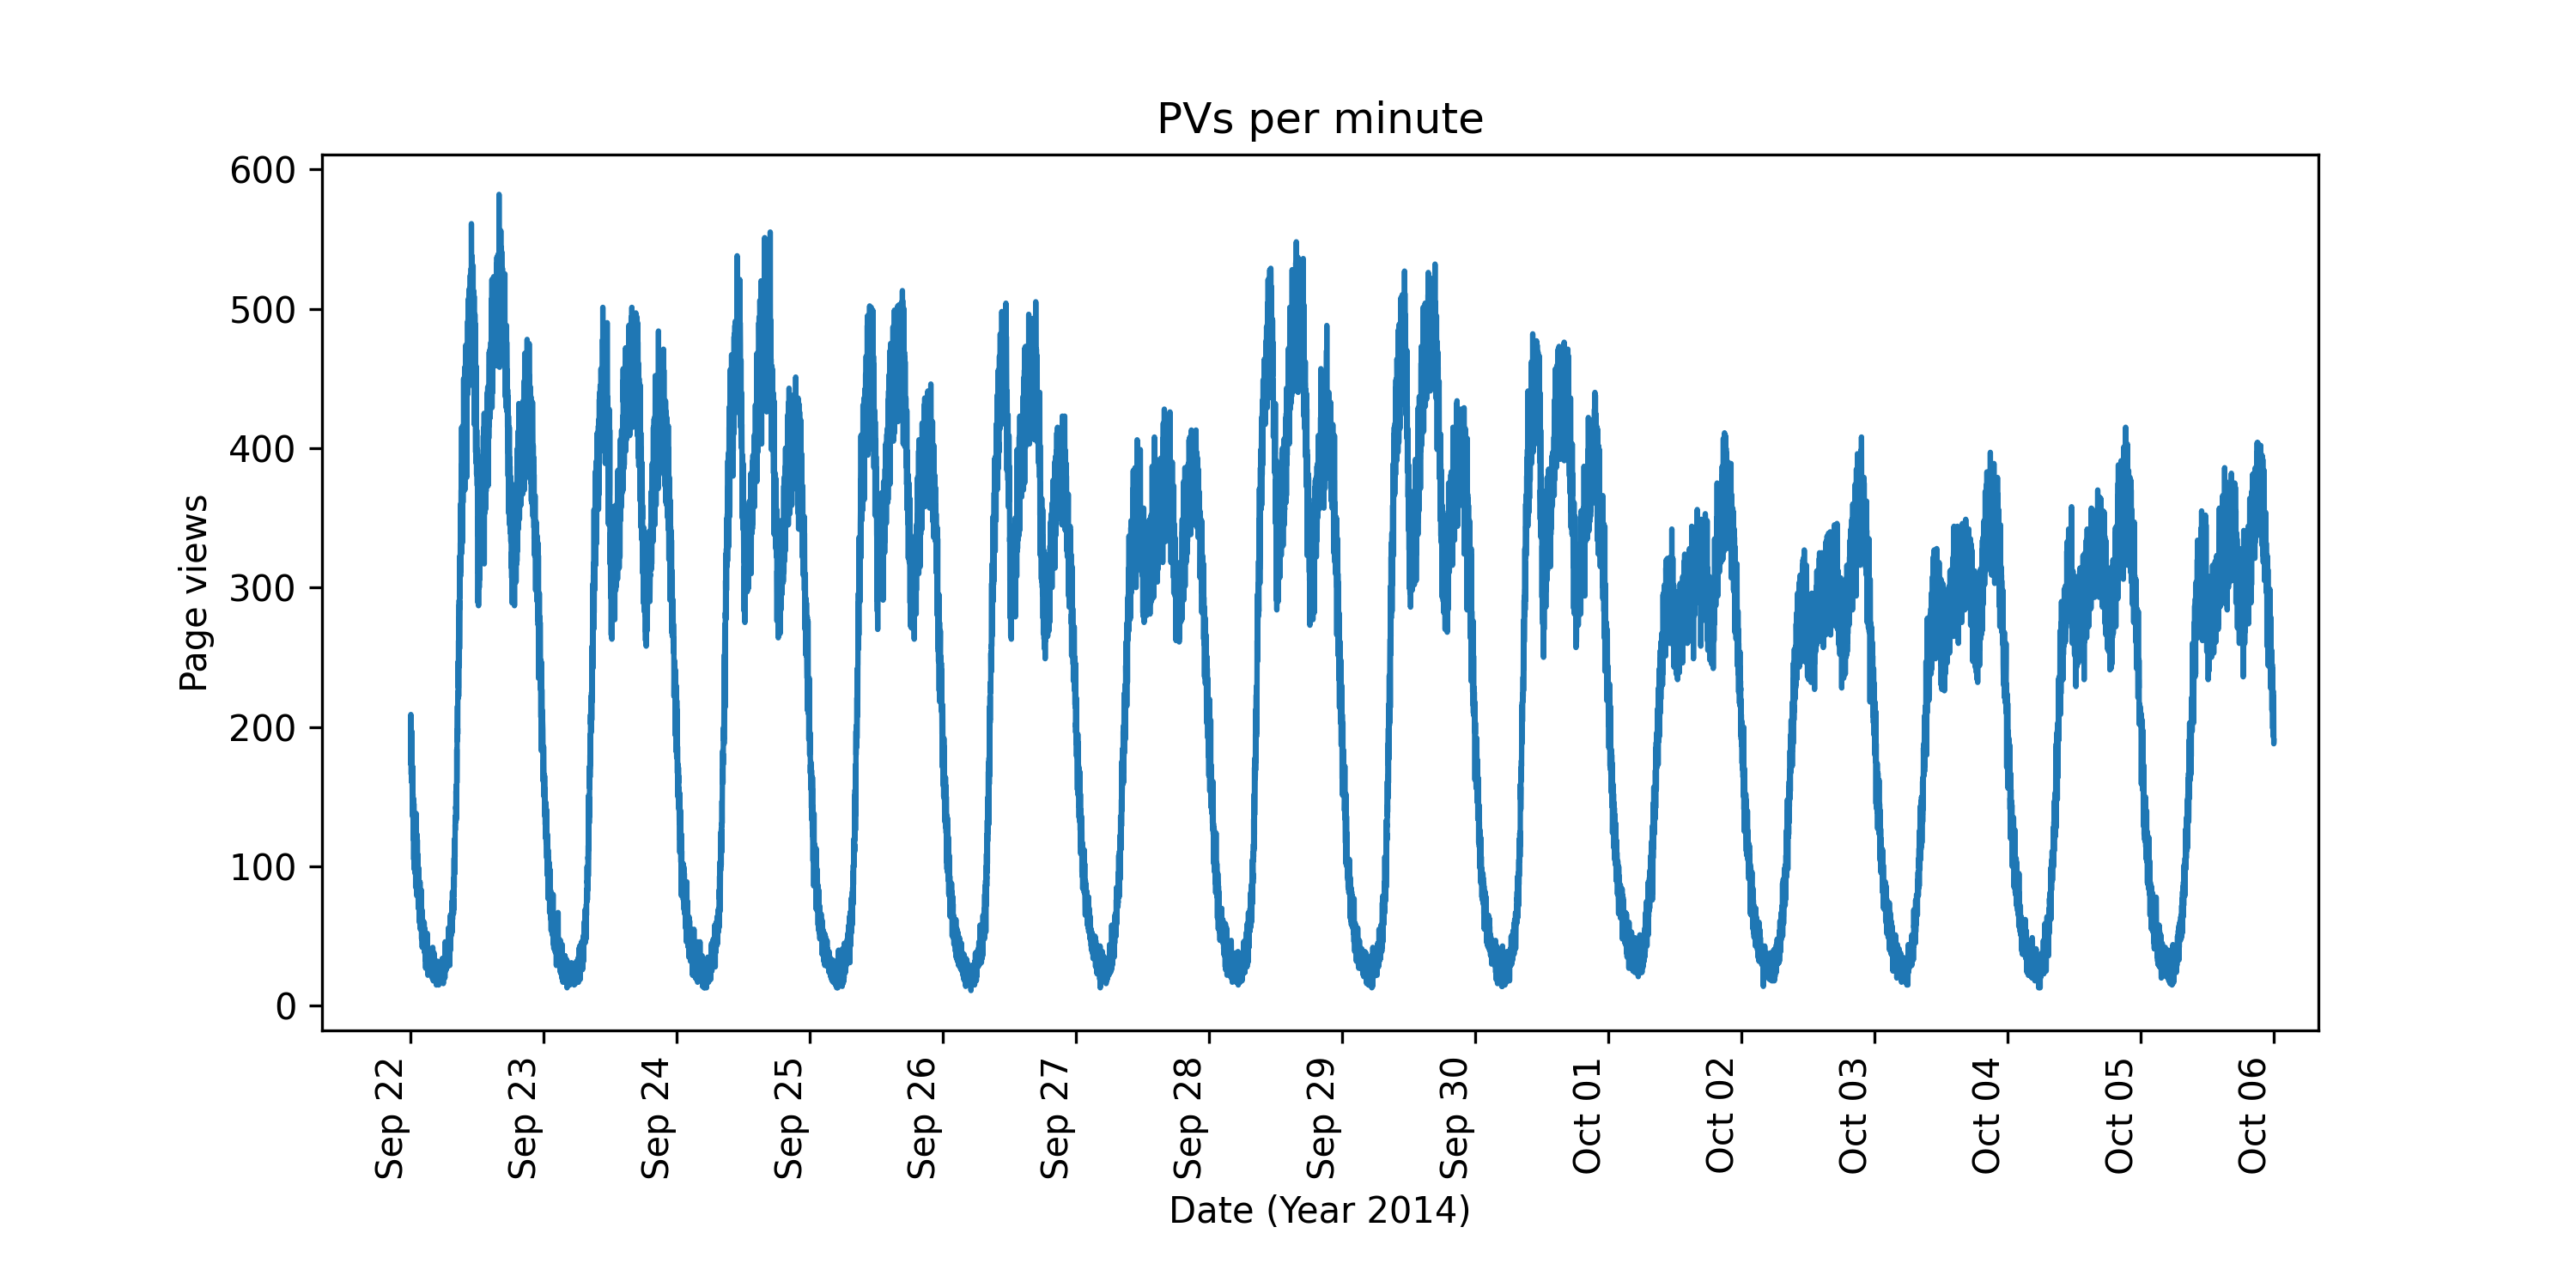 PVs per minute
600
500
400
300
200
100
0
Page views
Sep 22
Sep 23
Sep 24
Sep 25
Sep 26
Sep 27
Sep 28
Sep 29
Sep 30
Oct 01
Oct 02
Oct 03
Oct 04
Oct 05
Oct 06
Date (Year 2014)